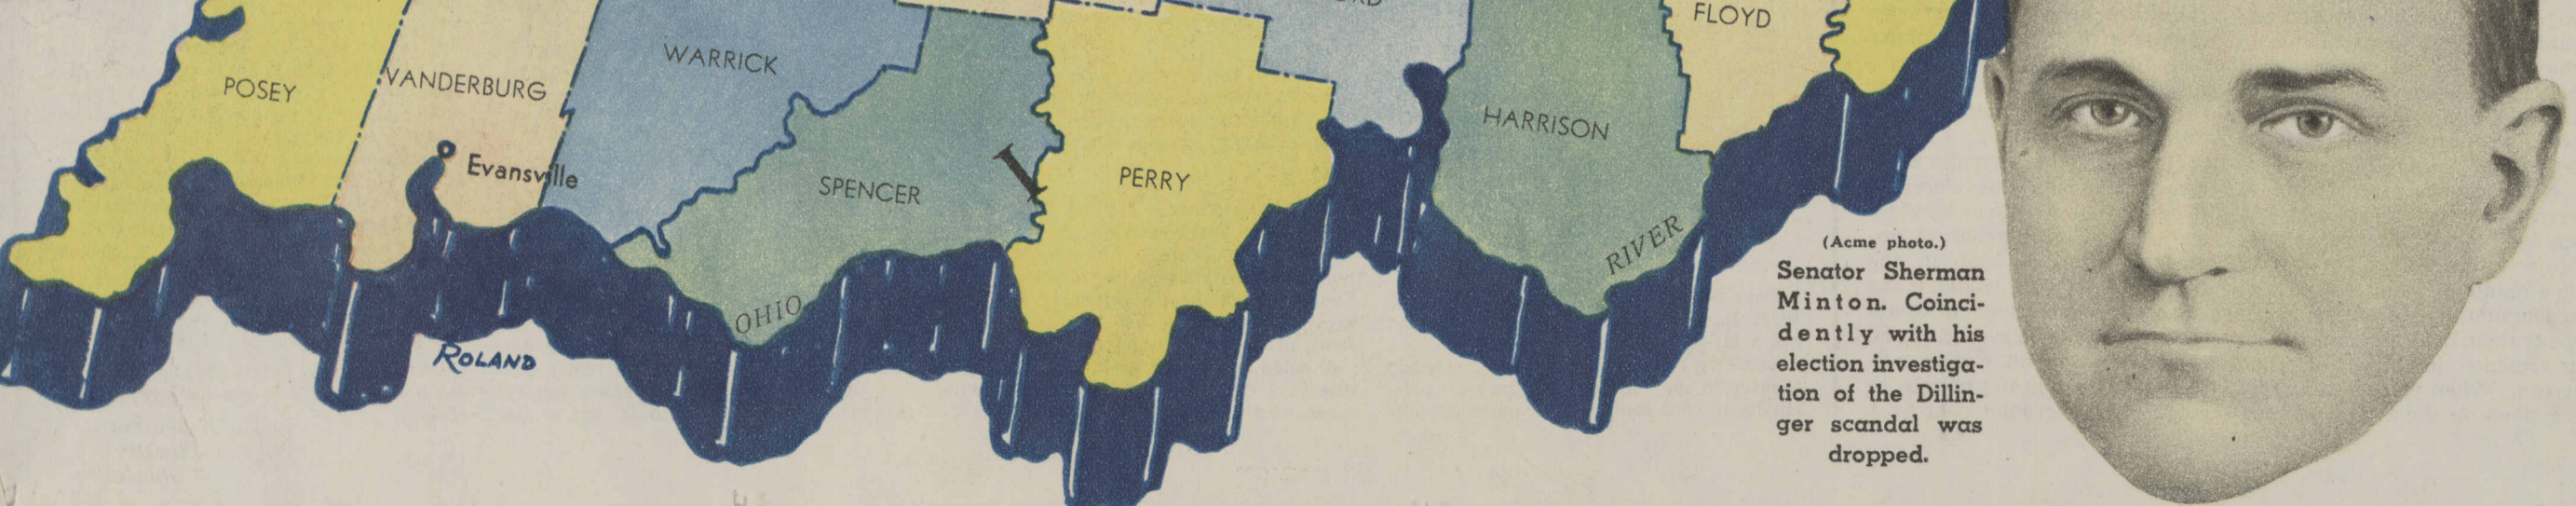 FLOYD
POSEY
VANDERBURG
WARRICK
HARRISON
Evansville
SPENCER
I
PERRY
OHIO
RIVER
ROLAND
(Acme photo.)
Senator Sherman
Minton. Coinci-
dently with his
election investiga-
tion of the Dillin-
ger scandal was
dropped.